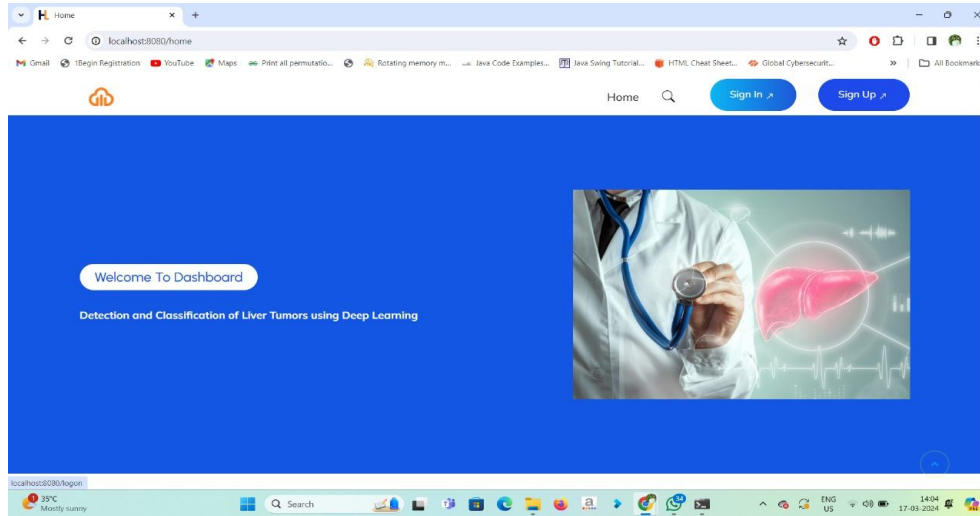 Home
localhost:8080/home
Gmail 1Begin Registration YouTube Maps Print all permutatio... Rotating memory m... Java Code Examples... Java Swing Tutorial... HTML Cheat Sheet... Global Cybersecurit... » All Bookmark
Home Sign In Sign Up
Welcome To Dashboard
Detection and Classification of Liver Tumors using Deep Learning
localhost:8080/logon
1 35°C
Mostly sunny
Search
ENG
US
14:04
17-03-2024